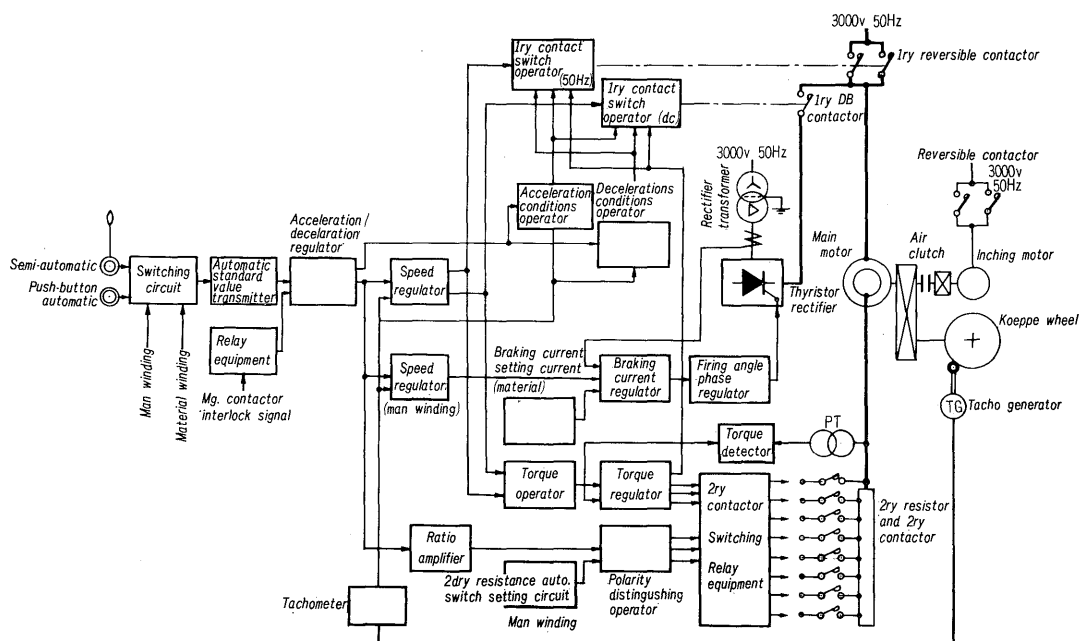 3000v 50Hz
1ry contact
switch
operator
(50Hz)
1ry reversible contactor
1ry contact
switch
operator (dc)
1ry DB
contactor
3000v 50Hz
Reversible contactor
3000v
50Hz
Rectifier
transformer
Acceleration
conditions
operator
Decelerations
conditions operator
Acceleration/
decelaration
regulator
Main
motor
Air
clutch
Inching motor
Semi-automatic
Push-button
automatic
Switching
circuit
Automatic
standard
value
transmitter
Speed
regulator
Thyristor
rectifier
Koeppe wheel
Relay
equipment
Man winding
Material winding
Mg. contactor
interlock signal
Speed
regulator
(man winding)
Braking current
setting current
(material)
Braking
current
regulator
Firing angle
phase
regulator
TG
Tacho generator
PT
Torque
detector
Torque
operator
Torque
regulator
2ry
contactor
Switching
Relay
equipment
2ry resistor
and 2ry
contactor
Ratio
amplifier
2dry resistance auto.
switch setting circuit
Man winding
Polarity
distingushing
operator
Tachometer